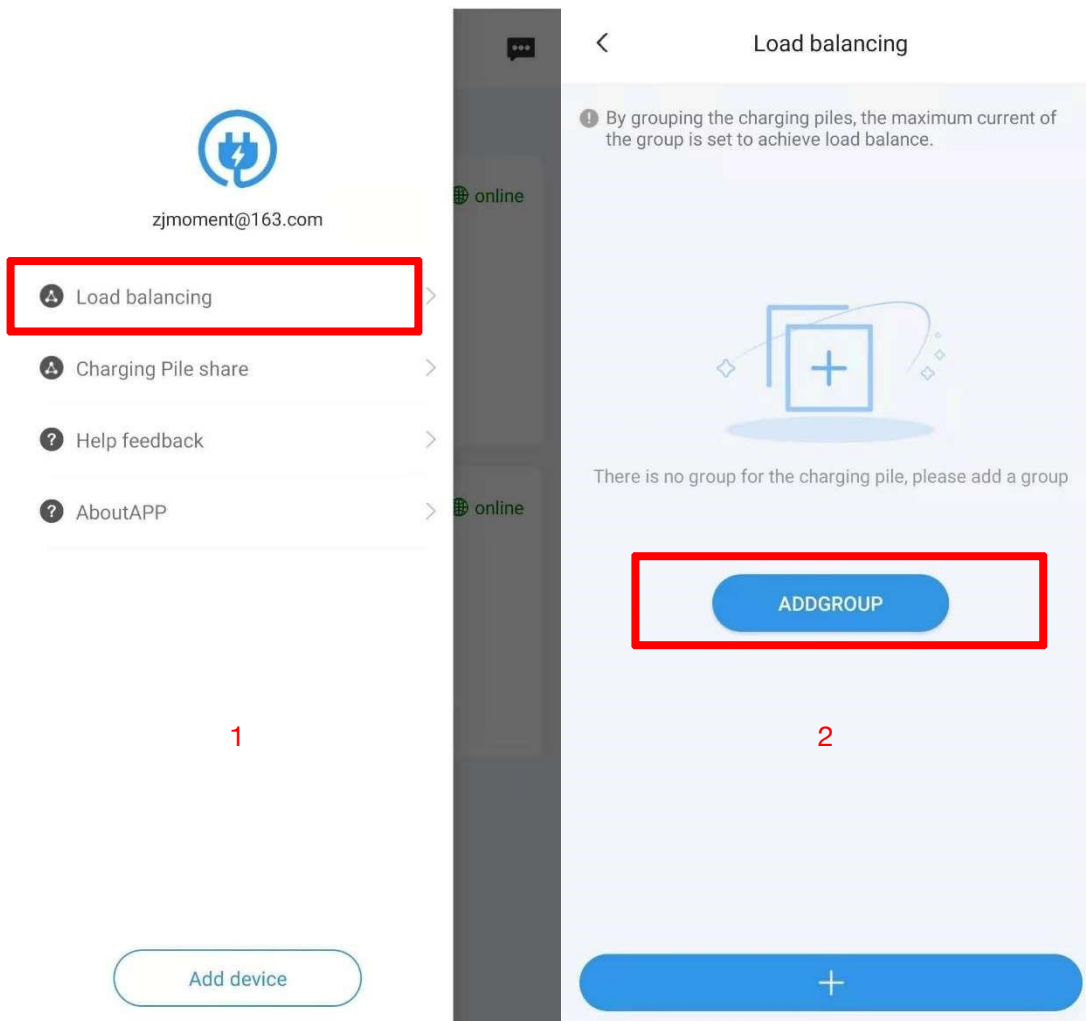 zjmoment@163.com
Load balancing
Charging Pile share
Help feedback
AboutAPP
1
Add device
online
online
Load balancing
By grouping the charging piles, the maximum current of
the group is set to achieve load balance.
There is no group for the charging pile, please add a group
ADDGROUP
2